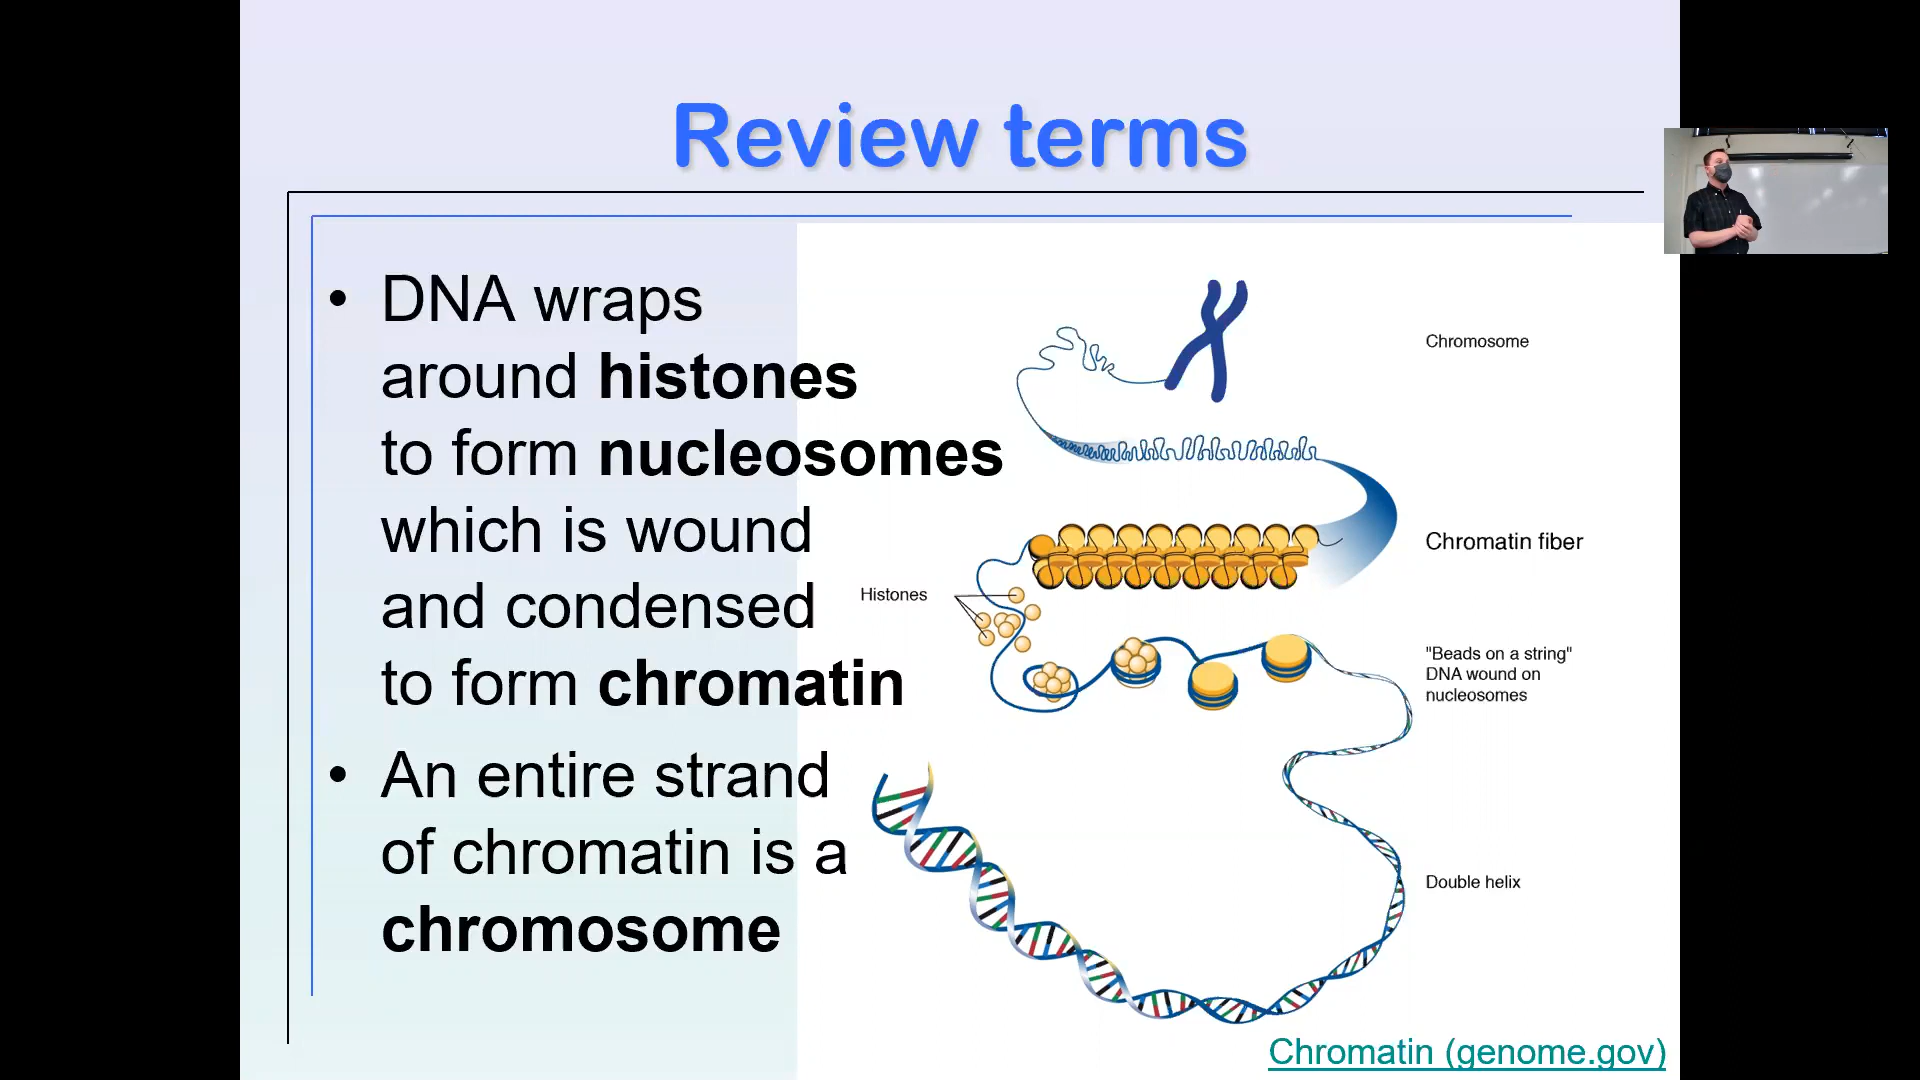 Review terms
• DNA wraps
around histones
to form nucleosomes
which is wound
and condensed
to form chromatin
• An entire strand
of chromatin is a
chromosome
Chromosome
Chromatin fiber
Histones
"Beads on a string"
DNA wound on
nucleosomes
Double helix
Chromatin (genome.gov)